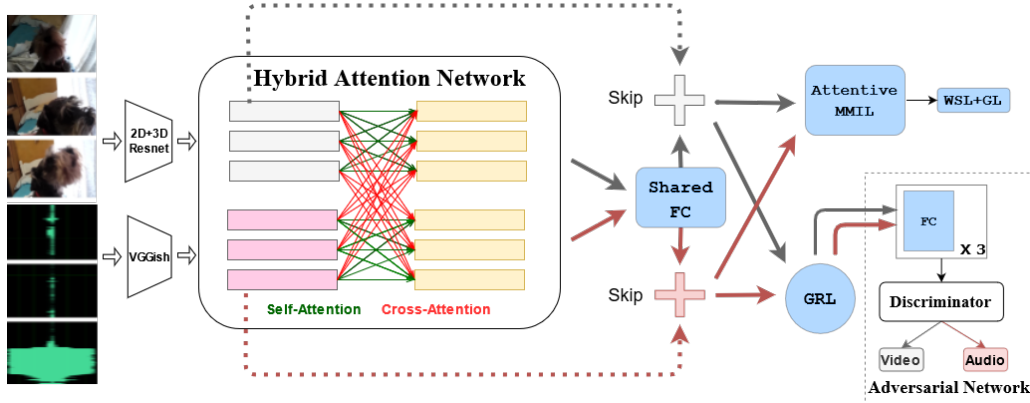 Hybrid Attention Network
2D+3D
Resnet
VGGish
Self-Attention
Cross-Attention
Skip
Shared
FC
Skip
Attentive
MMIL
WSL+GL
GRL
FC
X 3
Discriminator
Video
Audio
Adversarial Network